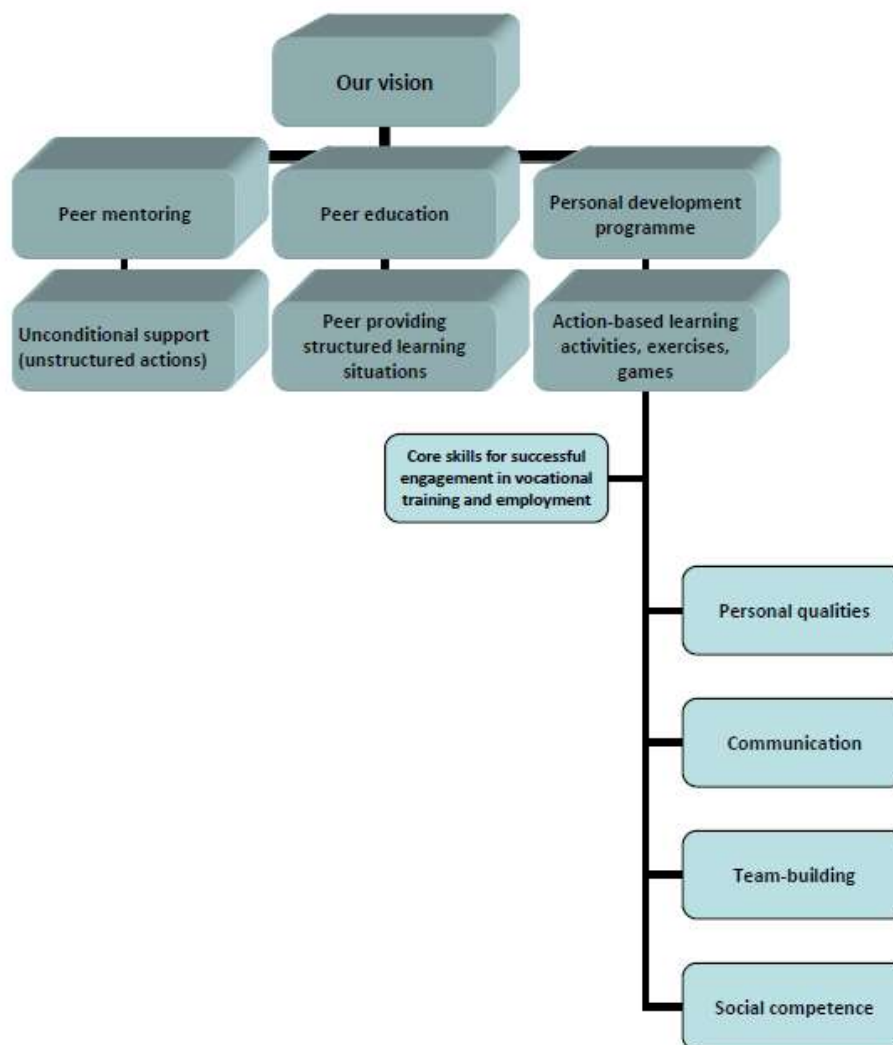 Our vision
Peer mentoring
Peer education
Personal development
programme
Unconditional support
(unstructured actions)
Peer providing
structured learning
situations
Action-based learning
activities, exercises,
games
Core skills for successful
engagement in vocational
training and employment
Personal qualities
Communication
Team-building
Social competence